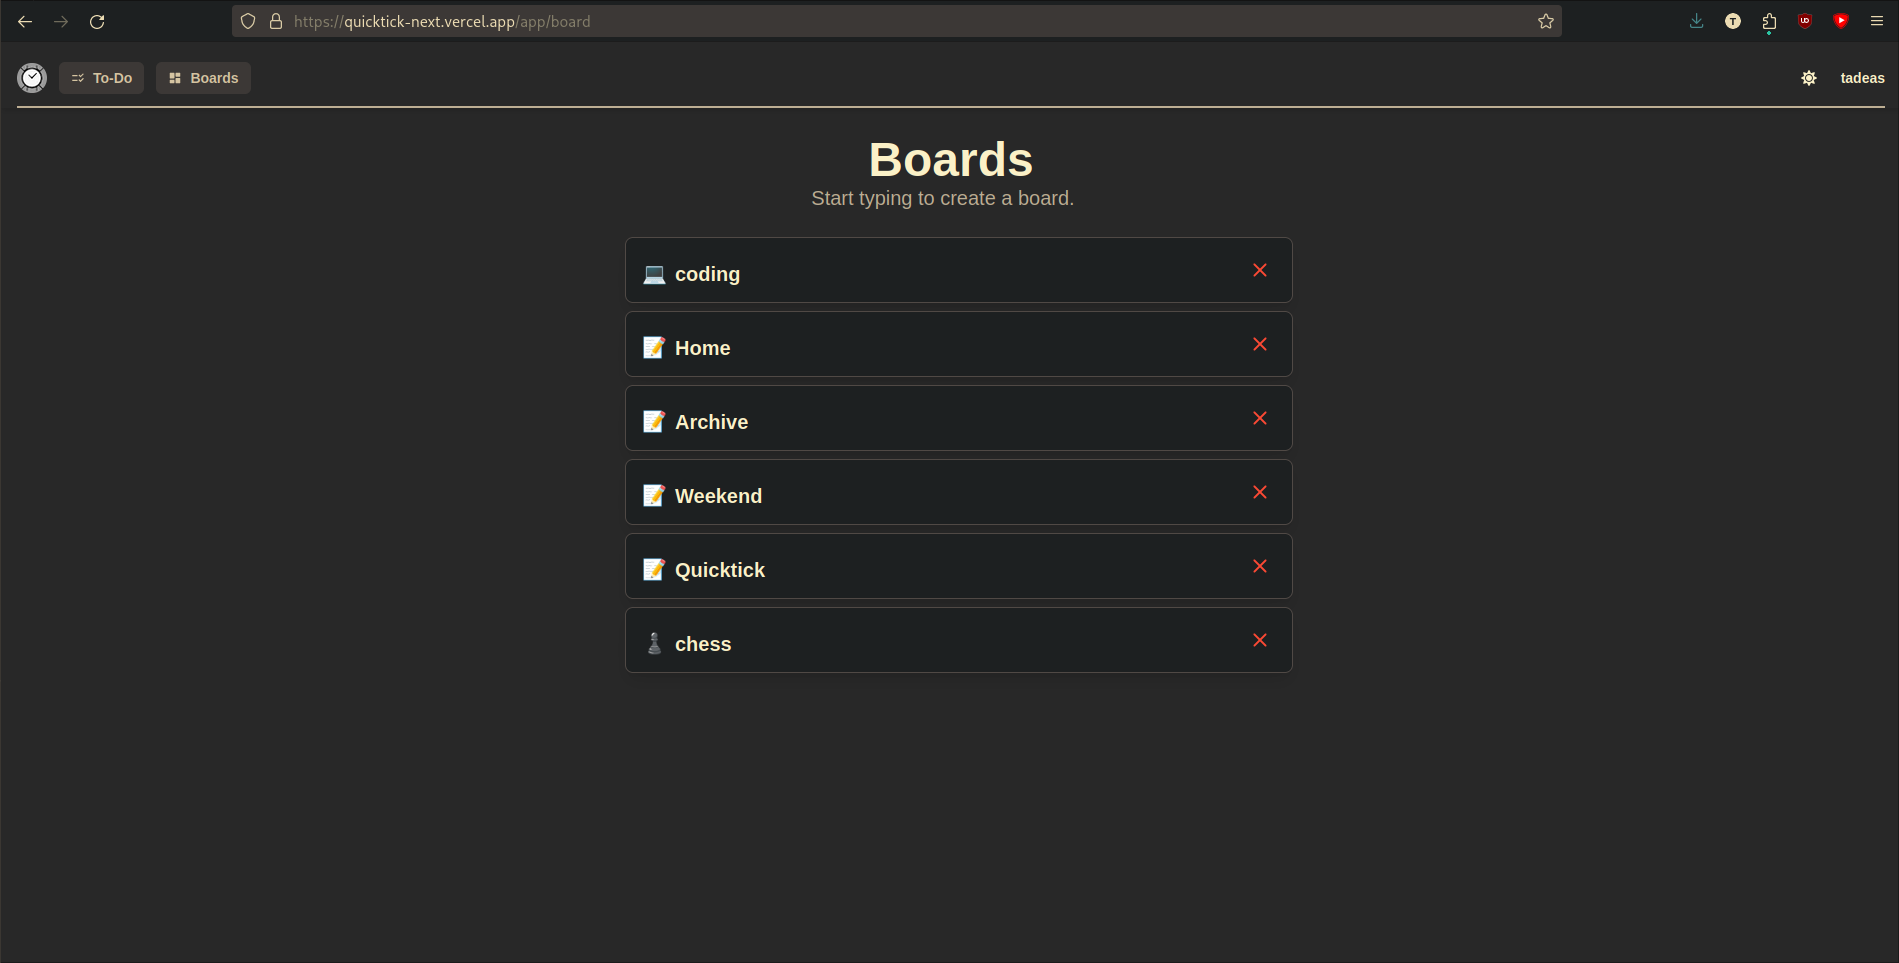 https://quicktick-next.vercel.app/app/board
T
To-Do
Boards
tadeas
Boards
Start typing to create a board.
coding
Home
Archive
Weekend
Quicktick
chess